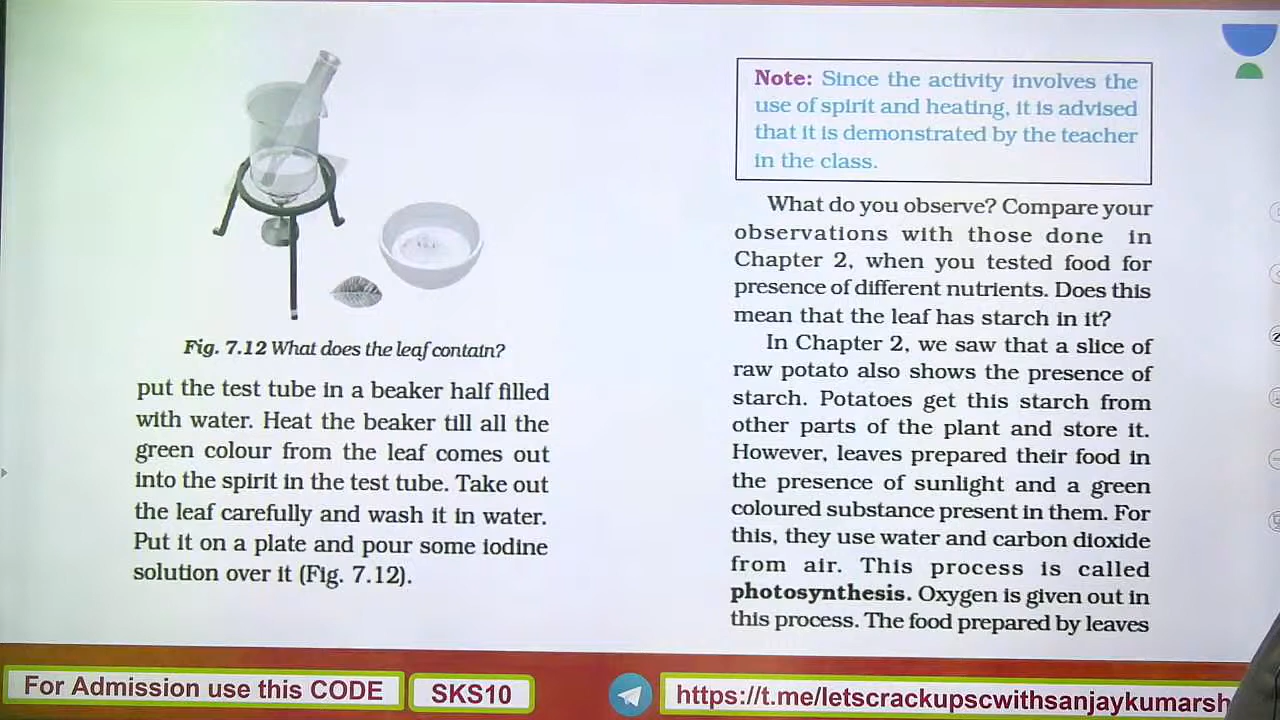 Fig. 7.12 What does the leaf contain?
put the test tube in a beaker half filled
with water. Heat the beaker till all the
green colour from the leaf comes out
into the spirit in the test tube. Take out
the leaf carefully and wash it in water.
Put it on a plate and pour some iodine
solution over it (Fig. 7.12).
Note: Since the activity involves the
use of spirit and heating, it is advised
that it is demonstrated by the teacher
in the class.
What do you observe? Compare your
observations with those done in
Chapter 2, when you tested food for
presence of different nutrients. Does this
mean that the leaf has starch in it?
In Chapter 2, we saw that a slice of
raw potato also shows the presence of
starch. Potatoes get this starch from
other parts of the plant and store it.
However, leaves prepared their food in
the presence of sunlight and a green
coloured substance present in them. For
this, they use water and carbon dioxide
from air. This process is called
photosynthesis. Oxygen is given out in
this process. The food prepared by leaves
For Admission use this CODE
SKS10
https://t.me/letscrackupscwithsanjaykumarsh